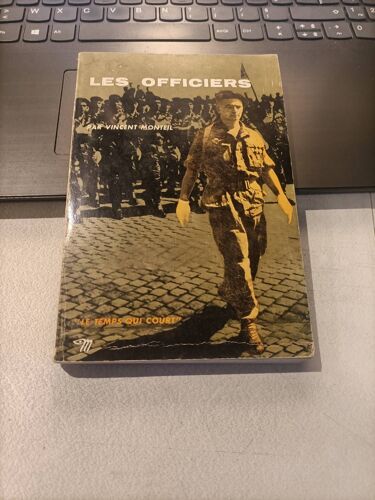 LES OFFICIERS
PAR VINCENT MONTEIL
"LE TEMPS QUI COURT"
M